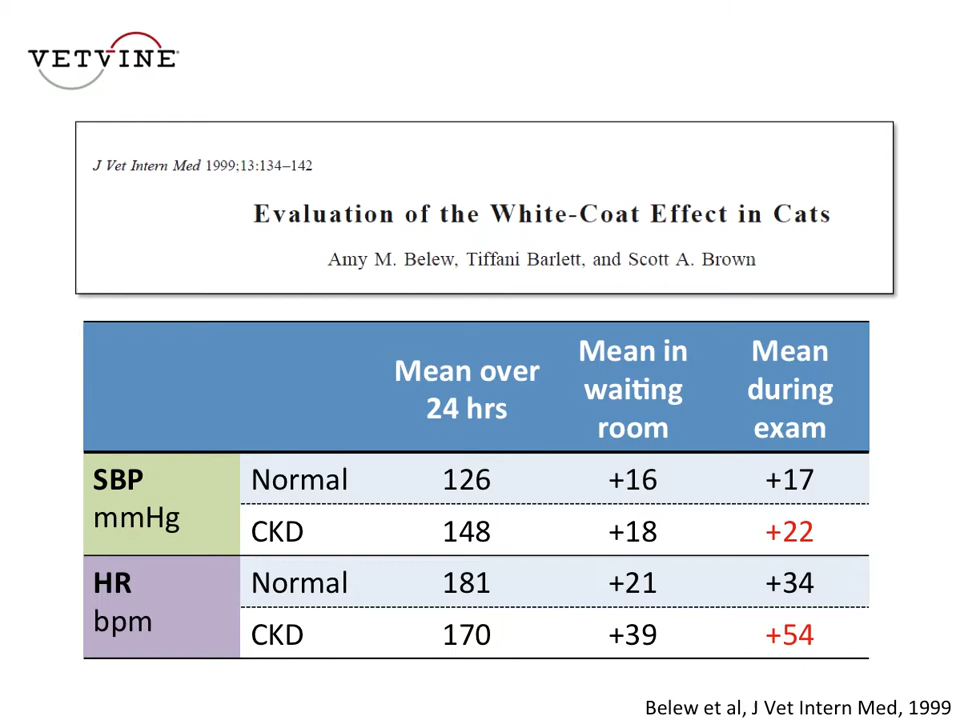 VETVINE
J Vet Intern Med 1999;13:134–142
Evaluation of the White-Coat Effect in Cats
Amy M. Belew, Tiffani Barlett, and Scott A. Brown
Mean over 24 hrs
Mean in waiting room
Mean during exam
SBP mmHg
Normal 126 +16 +17
CKD 148 +18 +22
HR bpm
Normal 181 +21 +34
CKD 170 +39 +54
Belew et al, J Vet Intern Med, 1999